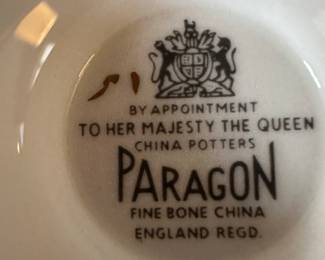 BY APPOINTMENT
TO HER MAJESTY THE QUEEN
CHINA POTTERS
PARAGON
FINE BONE CHINA
ENGLAND REGD.